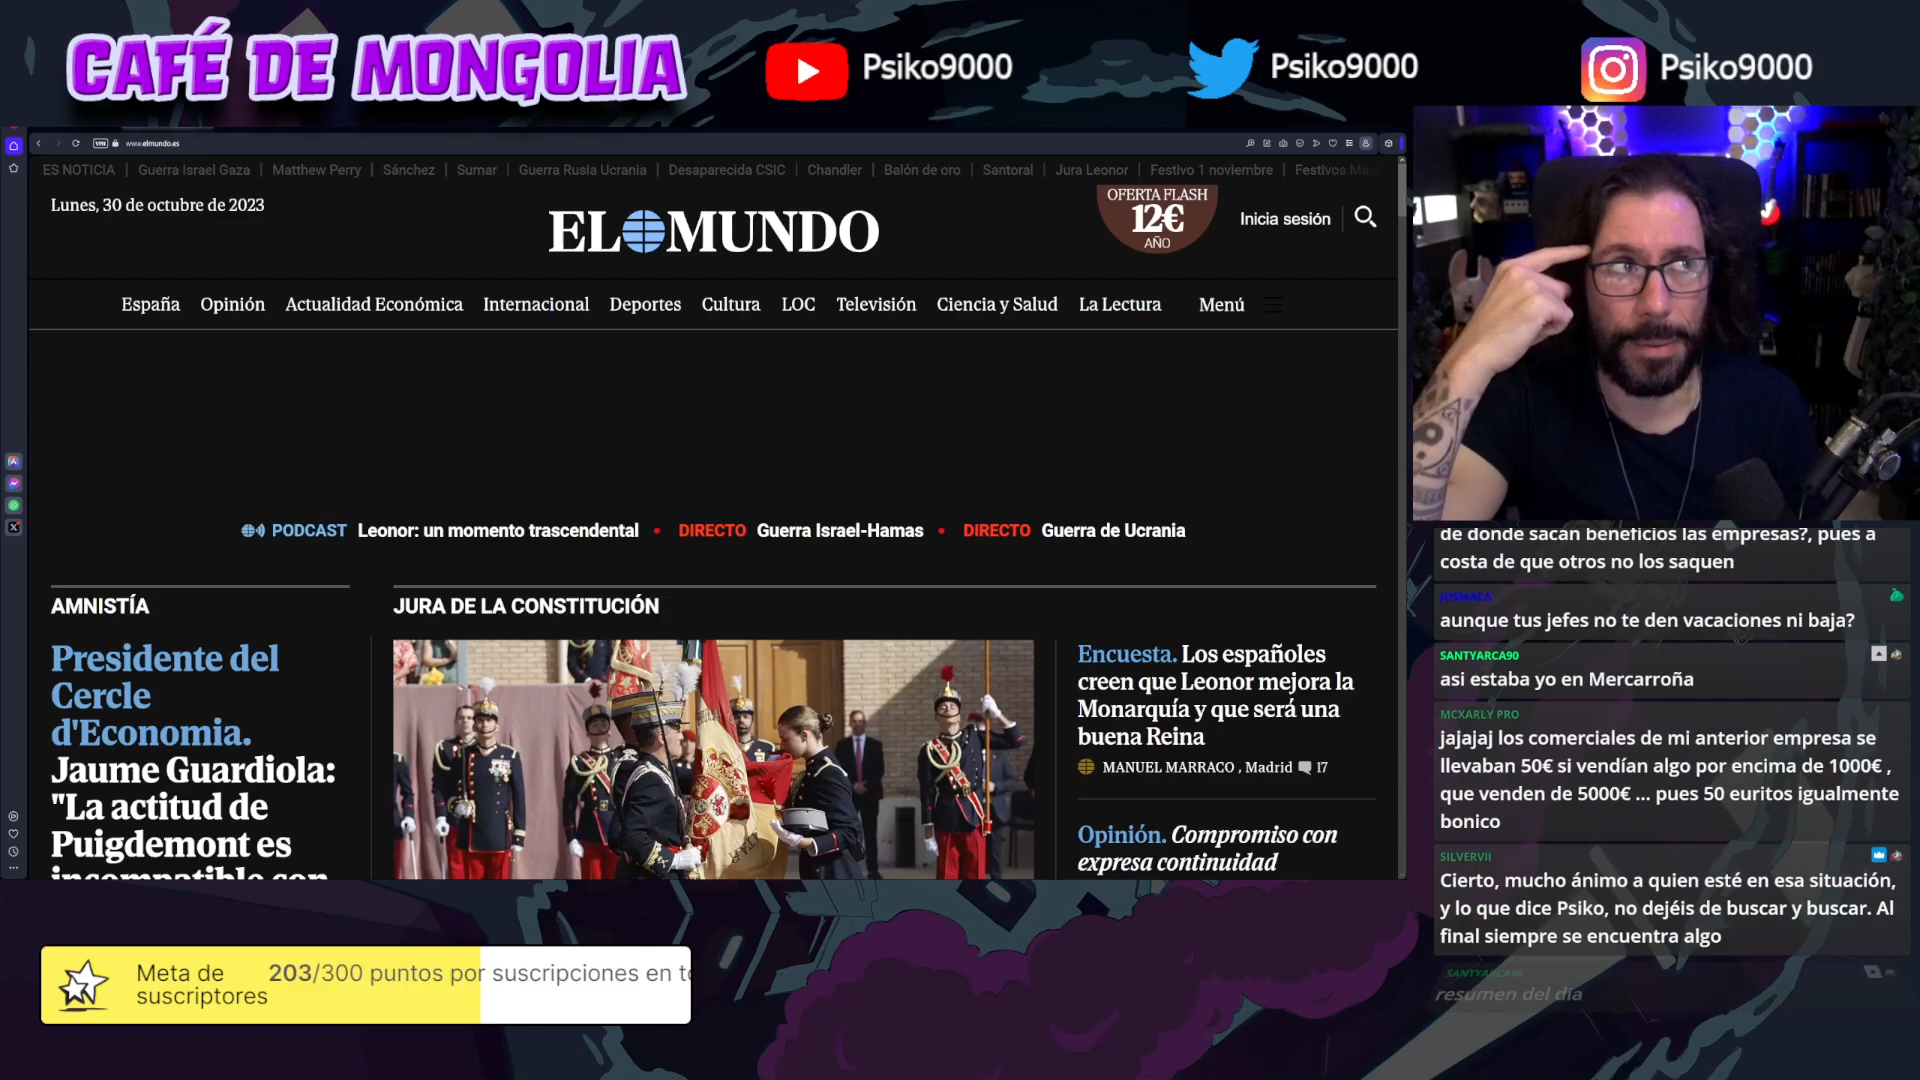 CAFÉ DE MONGOLIA
Psiko9000
Psiko9000
Psiko9000
VPN
www.elmundo.es
ES NOTICIA | Guerra Israel Gaza | Matthew Perry | Sánchez | Sumar | Guerra Rusia Ucrania | Desaparecida CSIC | Chandler | Balón de oro | Santoral | Jura Leonor | Festivo 1 noviembre | Festivos Mad
Lunes, 30 de octubre de 2023
EL MUNDO
OFERTA FLASH
12€
AÑO
Inicia sesión
España Opinión Actualidad Económica Internacional Deportes Cultura LOC Televisión Ciencia y Salud La Lectura Menú
PODCAST Leonor: un momento trascendental • DIRECTO Guerra Israel-Hamas • DIRECTO Guerra de Ucrania
AMNISTÍA
Presidente del
Cercle
d'Economia.
Jaume Guardiola:
"La actitud de
Puigdemont es
incompatible con
JURA DE LA CONSTITUCIÓN
Encuesta. Los españoles
creen que Leonor mejora la
Monarquía y que será una
buena Reina
MANUEL MARRACO , Madrid 17
Opinión. Compromiso con
expresa continuidad
de donde sacan beneficios las empresas?, pues a
costa de que otros no los saquen
JOSMAEA
aunque tus jefes no te den vacaciones ni baja?
SANTYARCA90
asi estaba yo en Mercarroña
MCXARLY PRO
jajajaj los comerciales de mi anterior empresa se
llevaban 50€ si vendían algo por encima de 1000€ ,
que venden de 5000€ ... pues 50 euritos igualmente
bonico
SILVERVII
Cierto, mucho ánimo a quien esté en esa situación,
y lo que dice Psiko, no dejéis de buscar y buscar. Al
final siempre se encuentra algo
SANTYARCA90
resumen del dia
Meta de
suscriptores
203/300 puntos por suscripciones en to